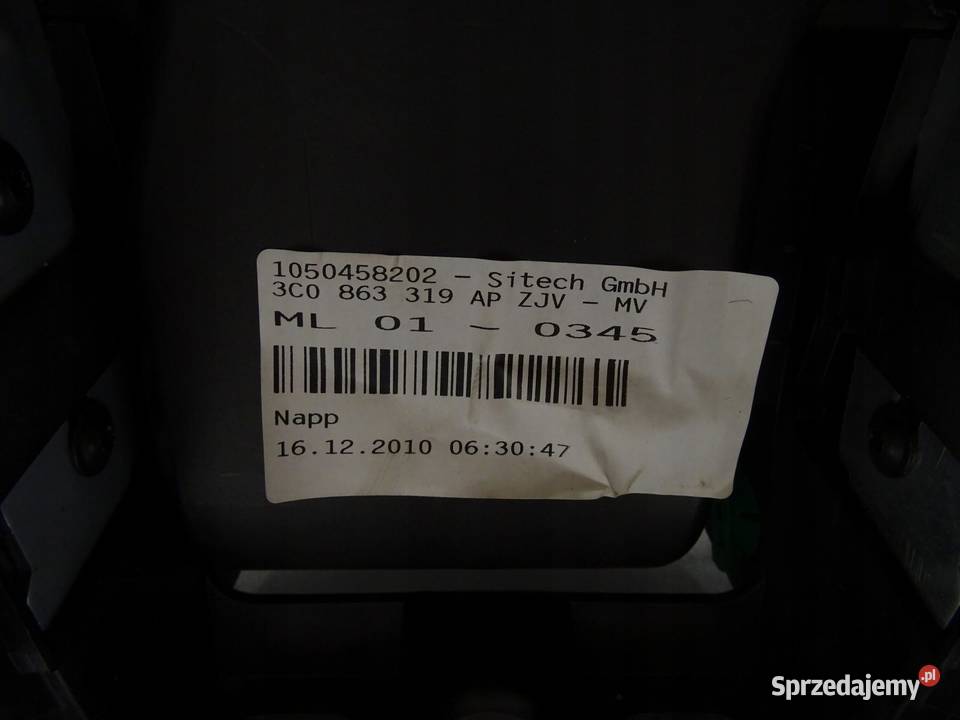 1050458202 – Sitech GmbH
3C0 863 319 AP ZJV – MV
ML 01 – 0345
Napp
16.12.2010 06:30:47
Sprzedajemy.pl